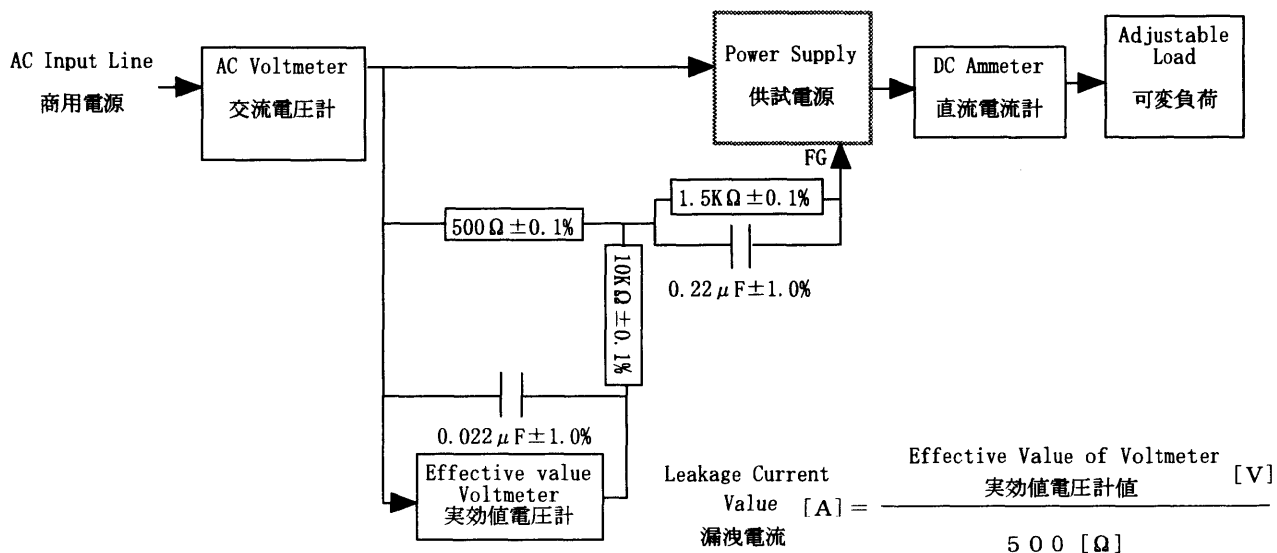 AC Input Line
商用電源
AC Voltmeter
交流電圧計
Power Supply
供試電源
DC Ammeter
直流電流計
Adjustable
Load
可変負荷
FG
500Ω±0.1%
1.5KΩ±0.1%
0.22μF±1.0%
10KΩ±0.1%
0.022μF±1.0%
Effective value
Voltmeter
実効値電圧計
Leakage Current
Value [A]=
漏洩電流
Effective Value of Voltmeter
実効値電圧計値 [V]
500 [Ω]